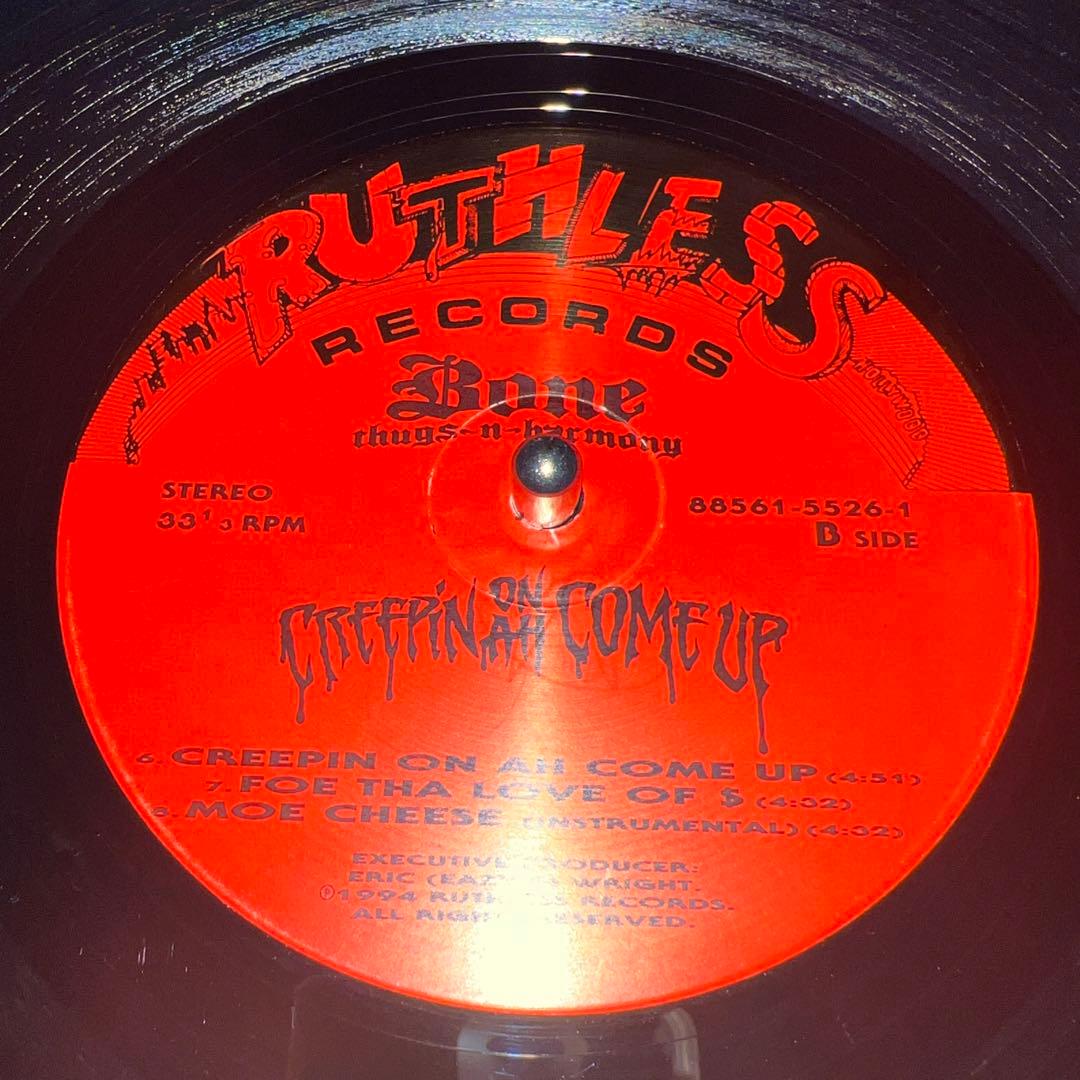 RUTHLESS
RECORDS
HOLLYWOOD
Bone
thugs-n-harmony
STEREO
33 1/3 RPM
88561-5526-1
B SIDE
CREEPIN ON AH COME UP
6. CREEPIN ON AH COME UP (4:51)
7. FOE THA LOVE OF $ (4:32)
8. MOE CHEESE (INSTRUMENTAL) (4:32)
EXECUTIVE PRODUCER:
ERIC WRIGHT.
℗1994 RUTHLESS RECORDS.
ALL RIGHTS RESERVED.